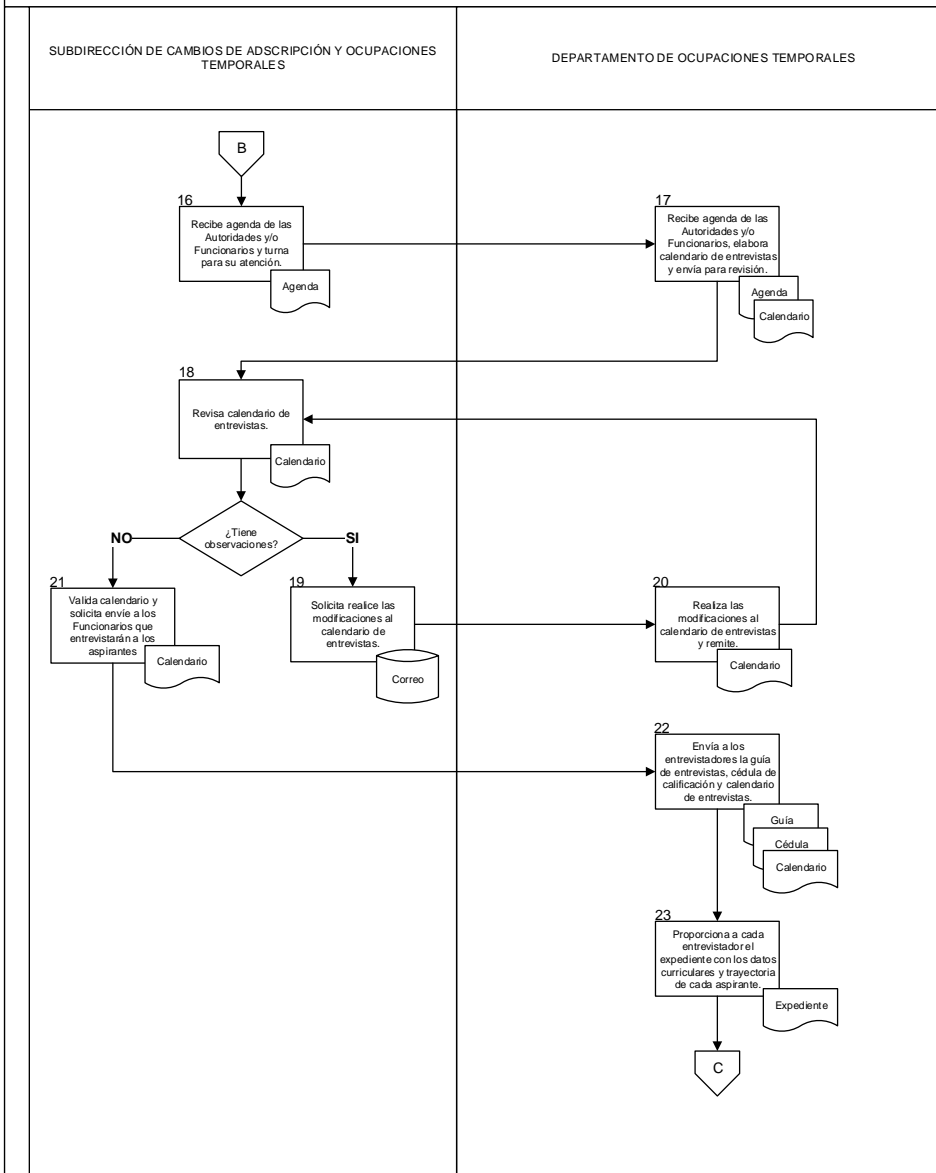 SUBDIRECCIÓN DE CAMBIOS DE ADSCRIPCIÓN Y OCUPACIONES
TEMPORALES
DEPARTAMENTO DE OCUPACIONES TEMPORALES
B
16
Recibe agenda de las
Autoridades y/o
Funcionarios y turna
para su atención.
Agenda
17
Recibe agenda de las
Autoridades y/o
Funcionarios, elabora
calendario de entrevistas
y envía para revisión.
Agenda
Calendario
18
Revisa calendario de
entrevistas.
Calendario
¿Tiene
observaciones?
NO
SI
21
Valida calendario y
solicita envíe a los
Funcionarios que
entrevistarán a los
aspirantes
Calendario
19
Solicita realice las
modificaciones al
calendario de
entrevistas.
Correo
20
Realiza las
modificaciones al
calendario de entrevistas
y remite.
Calendario
22
Envía a los
entrevistadores la guía
de entrevistas, cédula de
calificación y calendario
de entrevistas.
Guía
Cédula
Calendario
23
Proporciona a cada
entrevistador el
expediente con los datos
curriculares y trayectoria
de cada aspirante.
Expediente
C